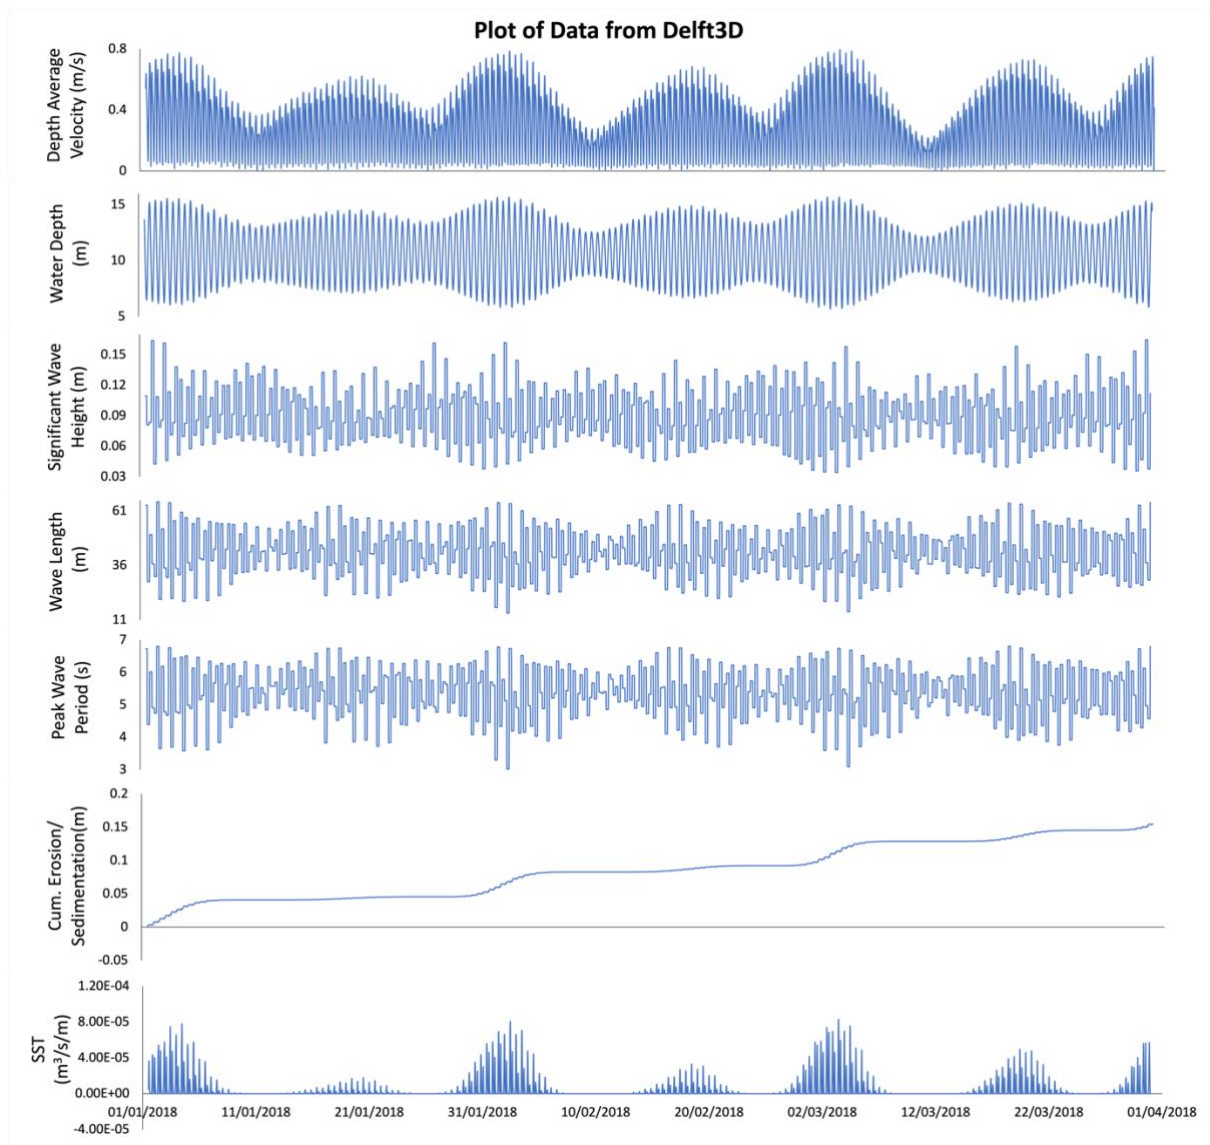 Plot of Data from Delft3D
Depth Average
Velocity (m/s)
0.8
0.4
0
Water Depth
(m)
15
10
5
Significant Wave
Height (m)
0.15
0.12
0.09
0.06
0.03
Wave Length
(m)
61
36
11
Peak Wave
Period (s)
7
6
5
4
3
Cum. Erosion/
Sedimentation(m)
0.2
0.15
0.1
0.05
0
-0.05
SST
(m³/s/m)
1.20E-04
8.00E-05
4.00E-05
0.00E+00
-4.00E-05
01/01/2018 11/01/2018 21/01/2018 31/01/2018 10/02/2018 20/02/2018 02/03/2018 12/03/2018 22/03/2018 01/04/2018